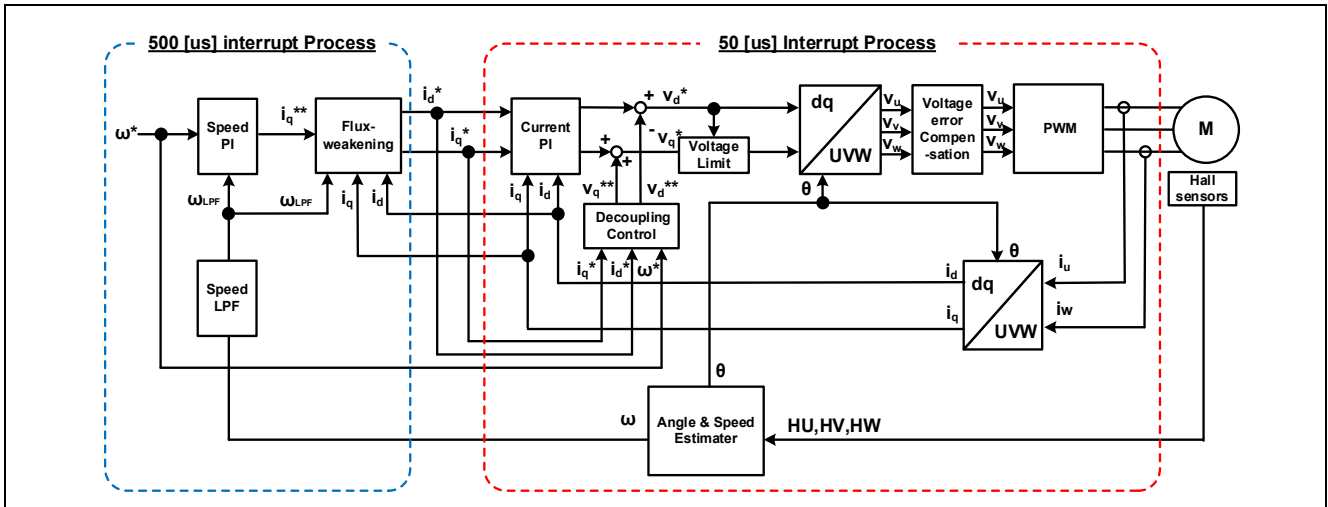 500 [us] interrupt Process
50 [us] Interrupt Process
ω*
Speed
PI
iq**
Flux-
weakening
id*
iq*
Current
PI
+
vd*
-
+
+
vq*
Voltage
Limit
dq
UVW
vu
vv
vw
Voltage
error
Compen
-sation
vu
vv
vw
PWM
M
Hall
sensors
ωLPF
ωLPF
iq
id
iq
id
vq**
vd**
θ
Decoupling
Control
iq*
id*
ω*
Speed
LPF
id
iq
θ
dq
UVW
iu
iw
θ
ω
Angle & Speed
Estimater
HU,HV,HW